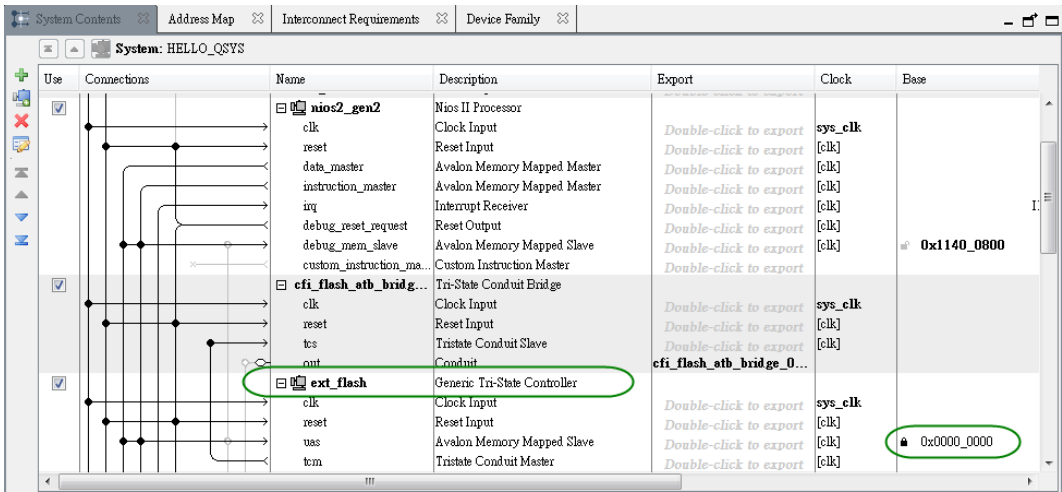 System Contents Address Map Interconnect Requirements Device Family
System: HELLO_QSYS
Use Connections Name Description Export Clock Base
nios2_gen2 Nios II Processor
clk Clock Input Double-click to export sys_clk
reset Reset Input Double-click to export [clk]
data_master Avalon Memory Mapped Master Double-click to export [clk]
instruction_master Avalon Memory Mapped Master Double-click to export [clk]
irq Interrupt Receiver Double-click to export [clk]
debug_reset_request Reset Output Double-click to export [clk]
debug_mem_slave Avalon Memory Mapped Slave Double-click to export [clk] 0x1140_0800
custom_instruction_ma... Custom Instruction Master Double-click to export
cfi_flash_atb_bridg... Tri-State Conduit Bridge
clk Clock Input Double-click to export sys_clk
reset Reset Input Double-click to export [clk]
tcs Tristate Conduit Slave Double-click to export [clk]
out Conduit cfi_flash_atb_bridge_0...
ext_flash Generic Tri-State Controller
clk Clock Input Double-click to export sys_clk
reset Reset Input Double-click to export [clk]
uas Avalon Memory Mapped Slave Double-click to export [clk] 0x0000_0000
tcm Tristate Conduit Master Double-click to export [clk]